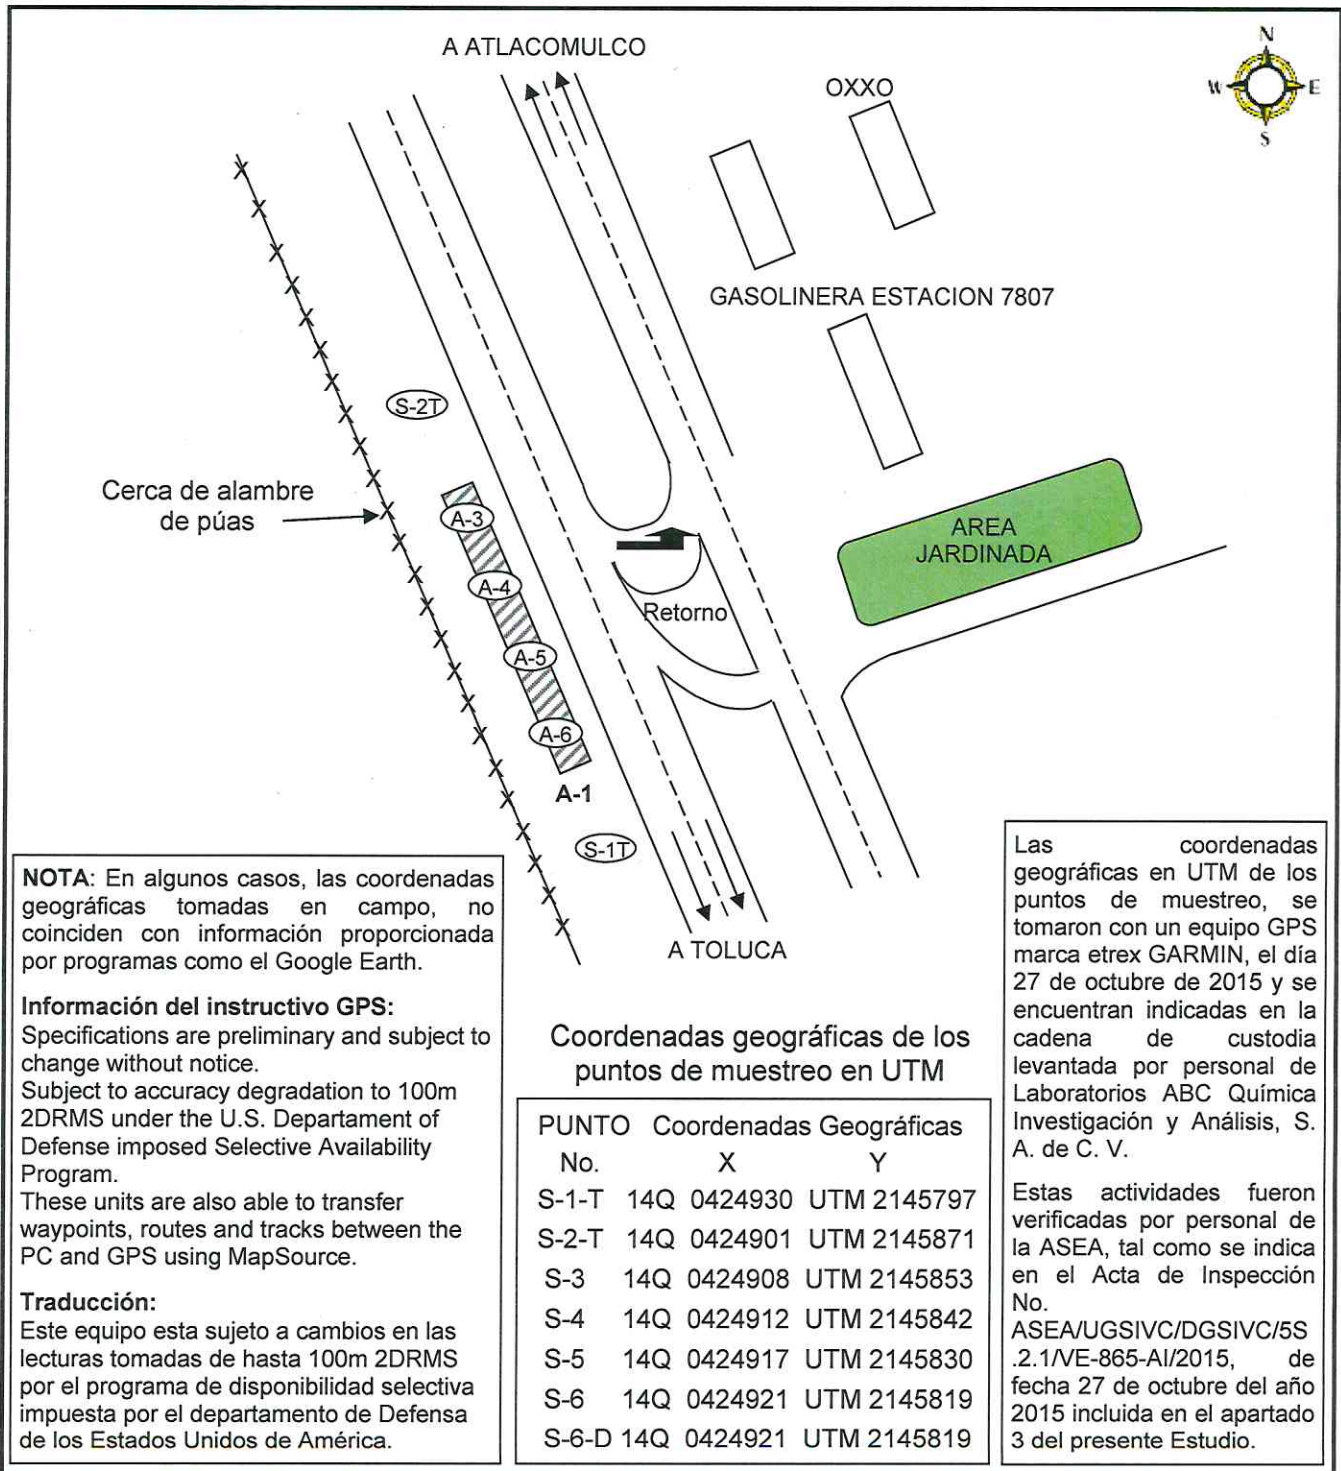 A ATLACOMULCO
N
W
E
S
OXXO
GASOLINERA ESTACION 7807
S-2T
Cerca de alambre
de púas
A-3
AREA
JARDINADA
A-4
Retorno
A-5
A-6
A-1
S-1T
A TOLUCA
NOTA: En algunos casos, las coordenadas
geográficas tomadas en campo, no
coinciden con información proporcionada
por programas como el Google Earth.
Información del instructivo GPS:
Specifications are preliminary and subject to
change without notice.
Subject to accuracy degradation to 100m
2DRMS under the U.S. Departament of
Defense imposed Selective Availability
Program.
These units are also able to transfer
waypoints, routes and tracks between the
PC and GPS using MapSource.
Traducción:
Este equipo esta sujeto a cambios en las
lecturas tomadas de hasta 100m 2DRMS
por el programa de disponibilidad selectiva
impuesta por el departamento de Defensa
de los Estados Unidos de América.
Coordenadas geográficas de los
puntos de muestreo en UTM
PUNTO Coordenadas Geográficas
No. X Y
S-1-T 14Q 0424930 UTM 2145797
S-2-T 14Q 0424901 UTM 2145871
S-3 14Q 0424908 UTM 2145853
S-4 14Q 0424912 UTM 2145842
S-5 14Q 0424917 UTM 2145830
S-6 14Q 0424921 UTM 2145819
S-6-D 14Q 0424921 UTM 2145819
Las coordenadas
geográficas en UTM de los
puntos de muestreo, se
tomaron con un equipo GPS
marca etrex GARMIN, el día
27 de octubre de 2015 y se
encuentran indicadas en la
cadena de custodia
levantada por personal de
Laboratorios ABC Química
Investigación y Análisis, S.
A. de C. V.
Estas actividades fueron
verificadas por personal de
la ASEA, tal como se indica
en el Acta de Inspección
No.
ASEA/UGSIVC/DGSIVC/5S
.2.1/VE-865-AI/2015, de
fecha 27 de octubre del año
2015 incluida en el apartado
3 del presente Estudio.